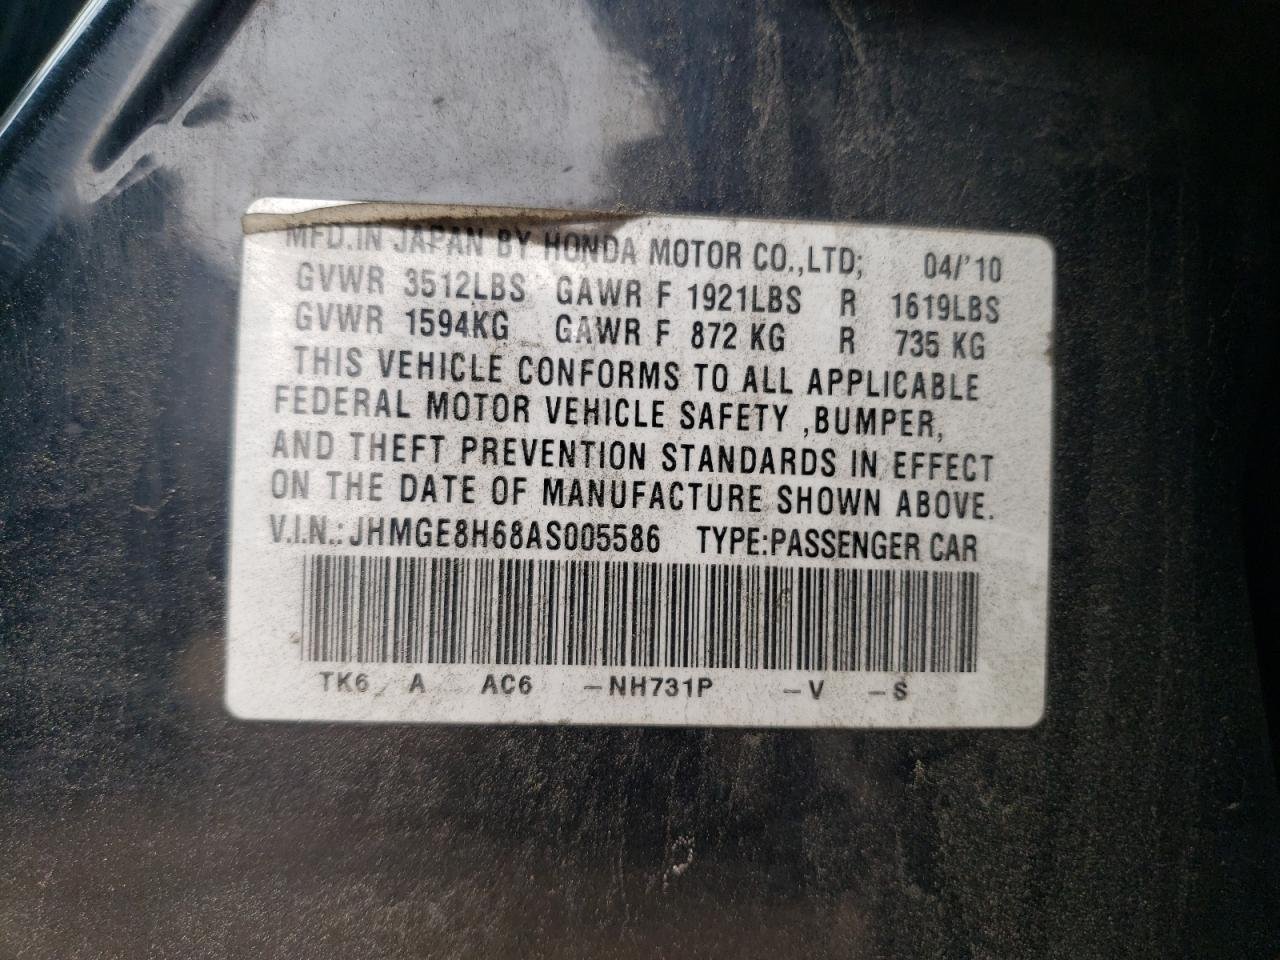 MFD. IN JAPAN BY HONDA MOTOR CO.,LTD; 04/'10
GVWR 3512LBS GAWR F 1921LBS R 1619LBS
GVWR 1594KG GAWR F 872 KG R 735 KG
THIS VEHICLE CONFORMS TO ALL APPLICABLE
FEDERAL MOTOR VEHICLE SAFETY ,BUMPER,
AND THEFT PREVENTION STANDARDS IN EFFECT
ON THE DATE OF MANUFACTURE SHOWN ABOVE.
V.I.N.: JHMGE8H68AS005586 TYPE:PASSENGER CAR
TK6 A AC6 -NH731P -V -S